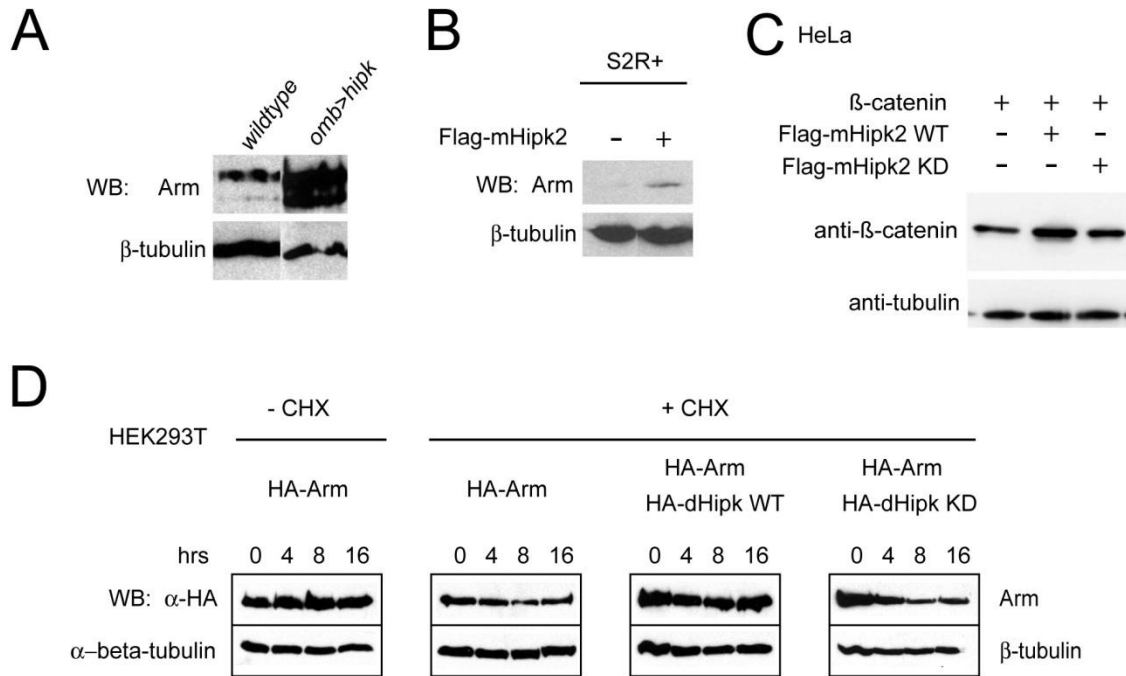 A
wildtype
omb>hipk
WB: Arm
β-tubulin
B
S2R+
Flag-mHipk2 - +
WB: Arm
β-tubulin
C HeLa
ß-catenin + + +
Flag-mHipk2 WT - + -
Flag-mHipk2 KD - - +
anti-ß-catenin
anti-tubulin
D
- CHX + CHX
HEK293T
HA-Arm HA-Arm HA-Arm HA-Arm
HA-dHipk WT HA-dHipk KD
hrs 0 4 8 16 0 4 8 16 0 4 8 16 0 4 8 16
WB: α-HA Arm
α-beta-tubulin β-tubulin